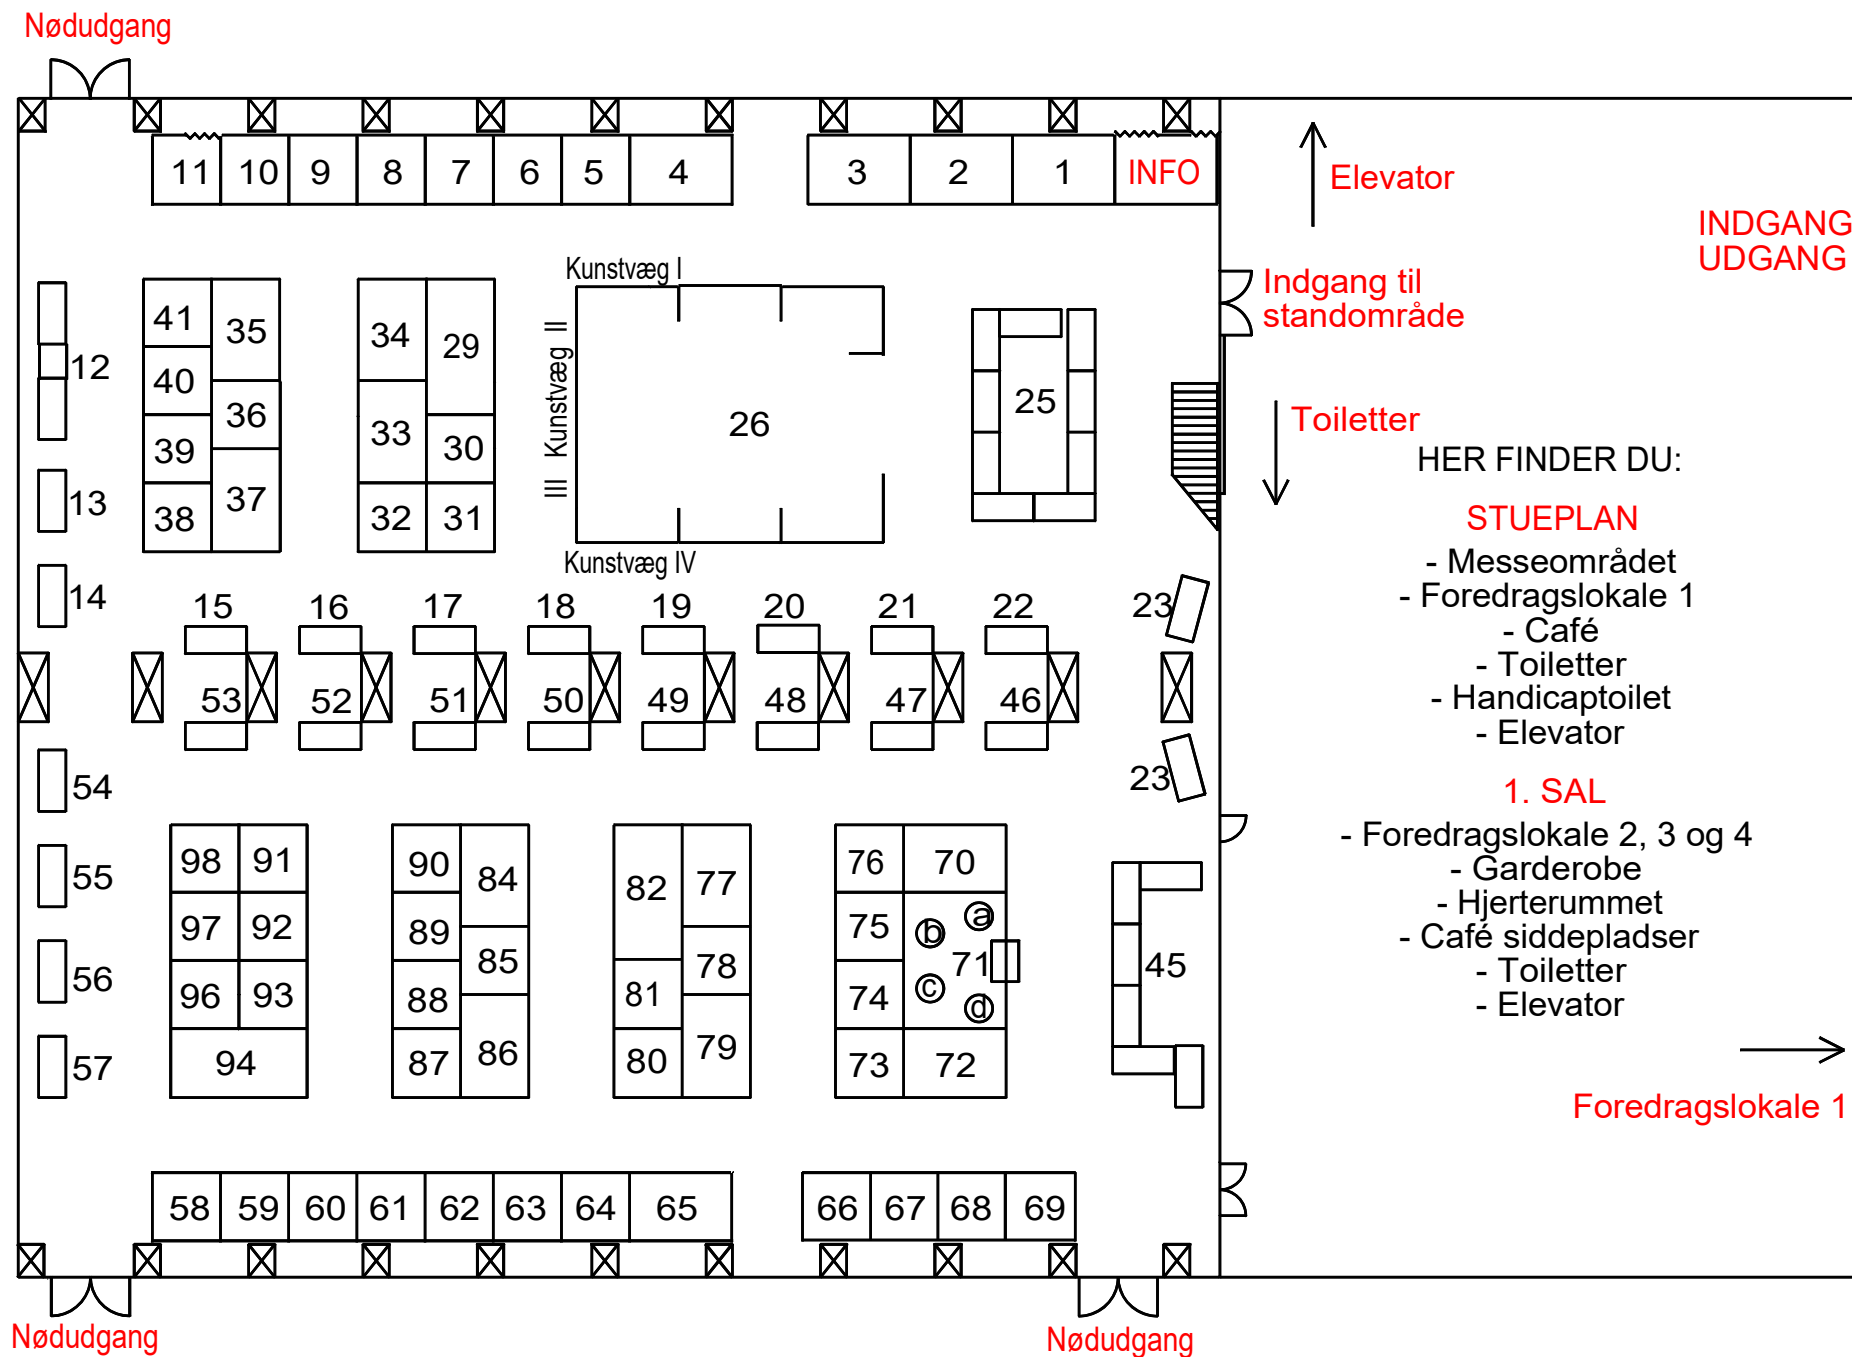 Nødudgang
11 10 9 8 7 6 5 4 3 2 1 INFO
Elevator
INDGANG
UDGANG
Indgang til
standområde
Kunstvæg I
Kunstvæg II
III
Kunstvæg IV
41 35 34 29
12 40 36 33 26 25
39 30
13 38 37 32 31
Toiletter
HER FINDER DU:
STUEPLAN
- Messeområdet
- Foredragslokale 1
- Café
- Toiletter
- Handicaptoilet
- Elevator
1. SAL
- Foredragslokale 2, 3 og 4
- Garderobe
- Hjerterummet
- Café siddepladser
- Toiletter
- Elevator
Foredragslokale 1
14 15 16 17 18 19 20 21 22 23
53 52 51 50 49 48 47 46
54 23
55 98 91 90 84 82 77 76 70
97 92 89 85 78 75 b a
56 96 93 88 81 74 c 71 d 45
57 94 87 86 80 79 73 72
58 59 60 61 62 63 64 65 66 67 68 69
Nødudgang
Nødudgang